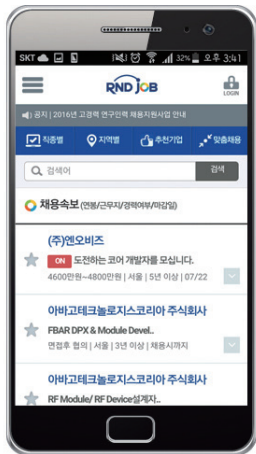 SKT 32% 오후 3:41
RND JOB
LOGIN
공지 | 2016년 고경력 연구인력 채용지원사업 안내
직종별 지역별 추천기업 맞춤채용
검색어 검색
채용속보 (연봉/근무지/경력여부/마감일)
(주)엔오비즈
ON 도전하는 코어 개발자를 모십니다.
4600만원~4800만원 | 서울 | 5년 이상 | 07/22
아바고테크놀로지스코리아 주식회사
FBAR DPX & Module Devel..
면접후 협의 | 서울 | 3년 이상 | 채용시까지
아바고테크놀로지스코리아 주식회사
RF Module/ RF Device설계자..